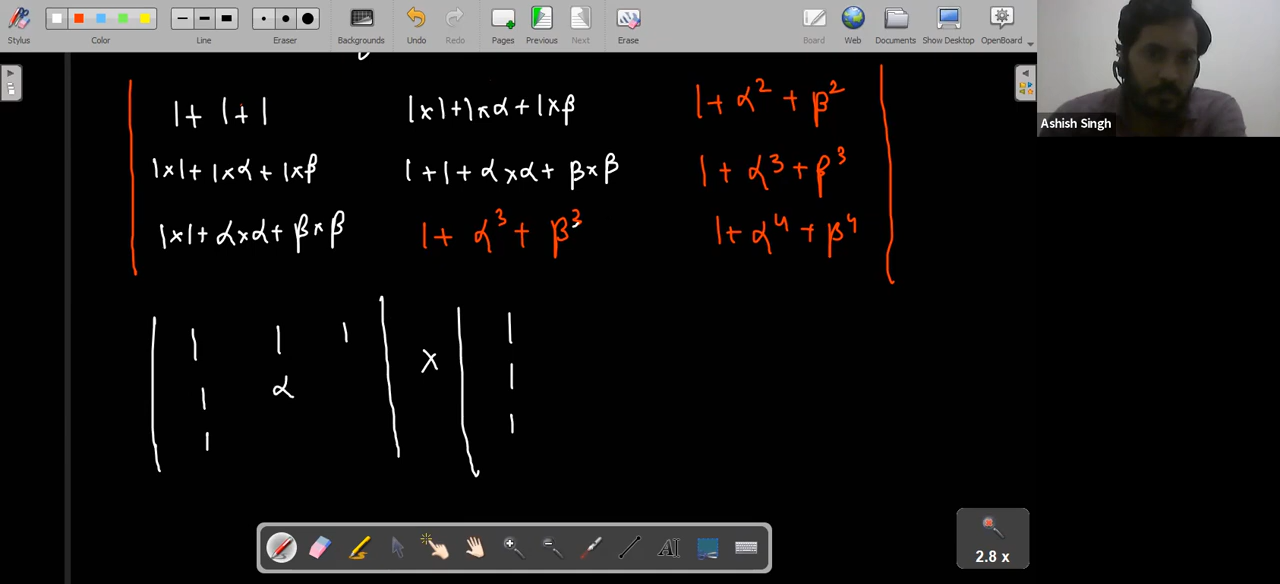 Stylus Color Line Eraser Backgrounds Undo Redo Pages Previous Next Erase Board Web Documents Show Desktop OpenBoard
Ashish Singh
1+ 1+1 1×1+1×α+1×β 1+α²+β²
1×1+1×α+1×β 1+1+α×α+β×β 1+α³+β³
1×1+α×α+β×β 1+α³+β³ 1+α⁴+β⁴
1 1 1 × 1
1 α 1
1 1
AI
2.8 x